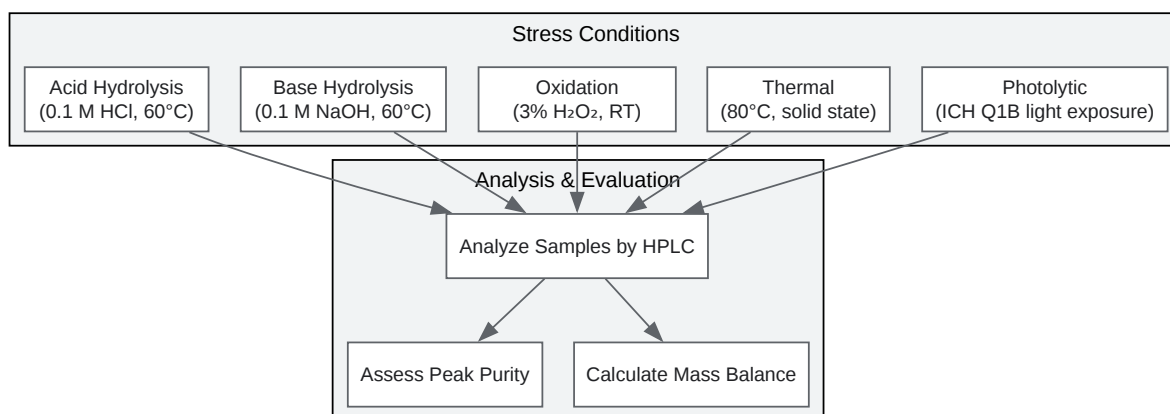 Stress Conditions
Acid Hydrolysis
(0.1 M HCl, 60°C)
Base Hydrolysis
(0.1 M NaOH, 60°C)
Oxidation
(3% H₂O₂, RT)
Thermal
(80°C, solid state)
Photolytic
(ICH Q1B light exposure)
Analysis & Evaluation
Analyze Samples by HPLC
Assess Peak Purity
Calculate Mass Balance